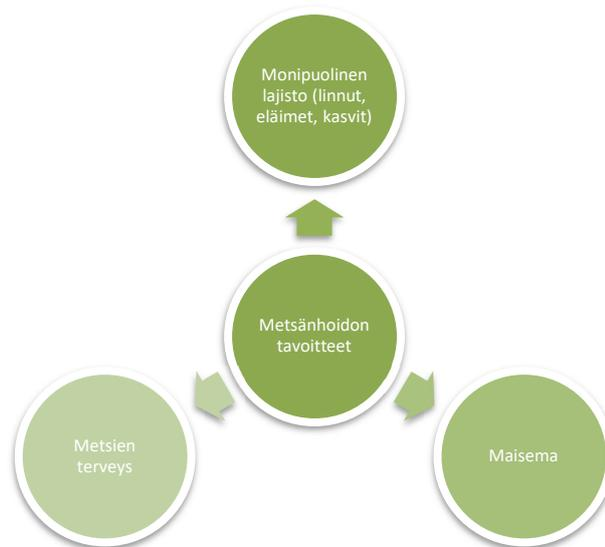 Monipuolinen
lajisto (linnut,
eläimet, kasvit)
Metsänhoidon
tavoitteet
Metsien
terveys
Maisema